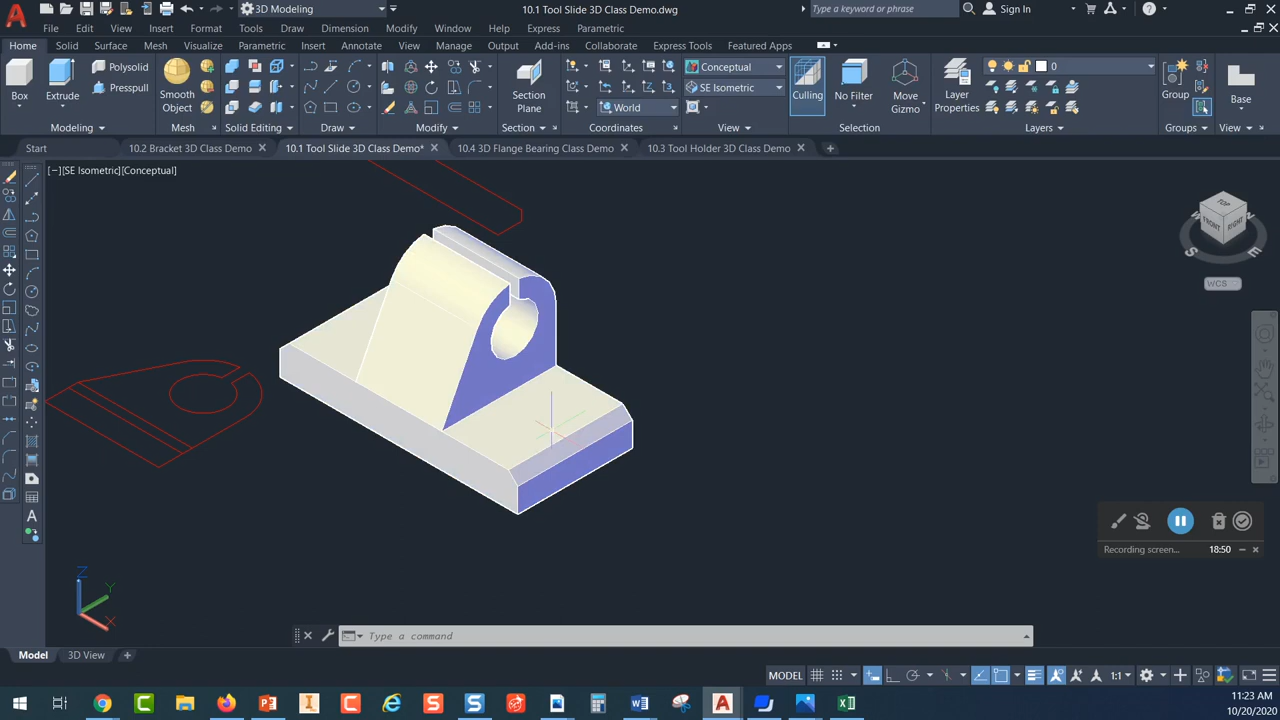 3D Modeling
10.1 Tool Slide 3D Class Demo.dwg
Type a keyword or phrase
Sign In
File Edit View Insert Format Tools Draw Dimension Modify Window Help Express Parametric
Home Solid Surface Mesh Visualize Parametric Insert Annotate View Manage Output Add-ins Collaborate Express Tools Featured Apps
Polysolid
Presspull
Box
Extrude
Smooth
Object
Section
Plane
World
Conceptual
SE Isometric
Culling
No Filter
Move
Gizmo
Layer
Properties
0
Group
Base
Modeling Mesh Solid Editing Draw Modify Section Coordinates View Selection Layers Groups View
Start 10.2 Bracket 3D Class Demo 10.1 Tool Slide 3D Class Demo* 10.4 3D Flange Bearing Class Demo 10.3 Tool Holder 3D Class Demo
[−][SE Isometric][Conceptual]
TOP
FRONT
RIGHT
S
E
WCS
Recording screen...
18:50
Z
Y
X
Type a command
Model 3D View
MODEL
1:1
11:23 AM
10/20/2020